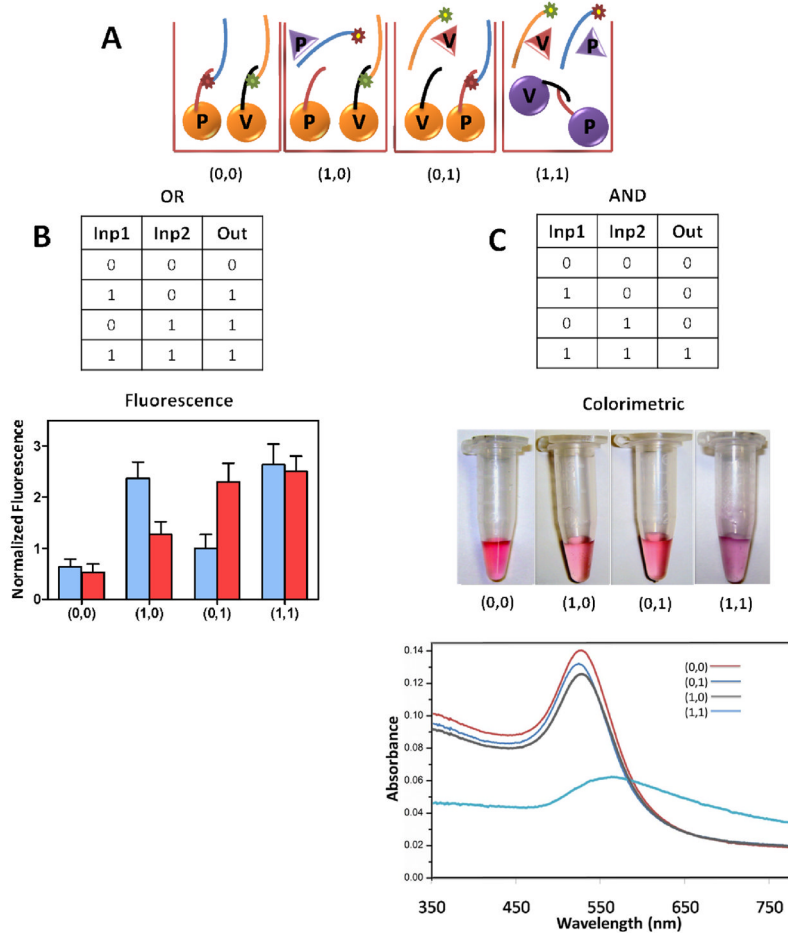 A
P V P P V V V P V P V P
(0,0) (1,0) (0,1) (1,1)
OR
B
Inp1 Inp2 Out
0 0 0
1 0 1
0 1 1
1 1 1
Fluorescence
Normalized Fluorescence
3
2
1
0
(0,0) (1,0) (0,1) (1,1)
AND
C
Inp1 Inp2 Out
0 0 0
1 0 0
0 1 0
1 1 1
Colorimetric
(0,0) (1,0) (0,1) (1,1)
Absorbance
0.14
0.12
0.10
0.08
0.06
0.04
0.02
0.00
(0,0)
(0,1)
(1,0)
(1,1)
350 450 550 650 750
Wavelength (nm)